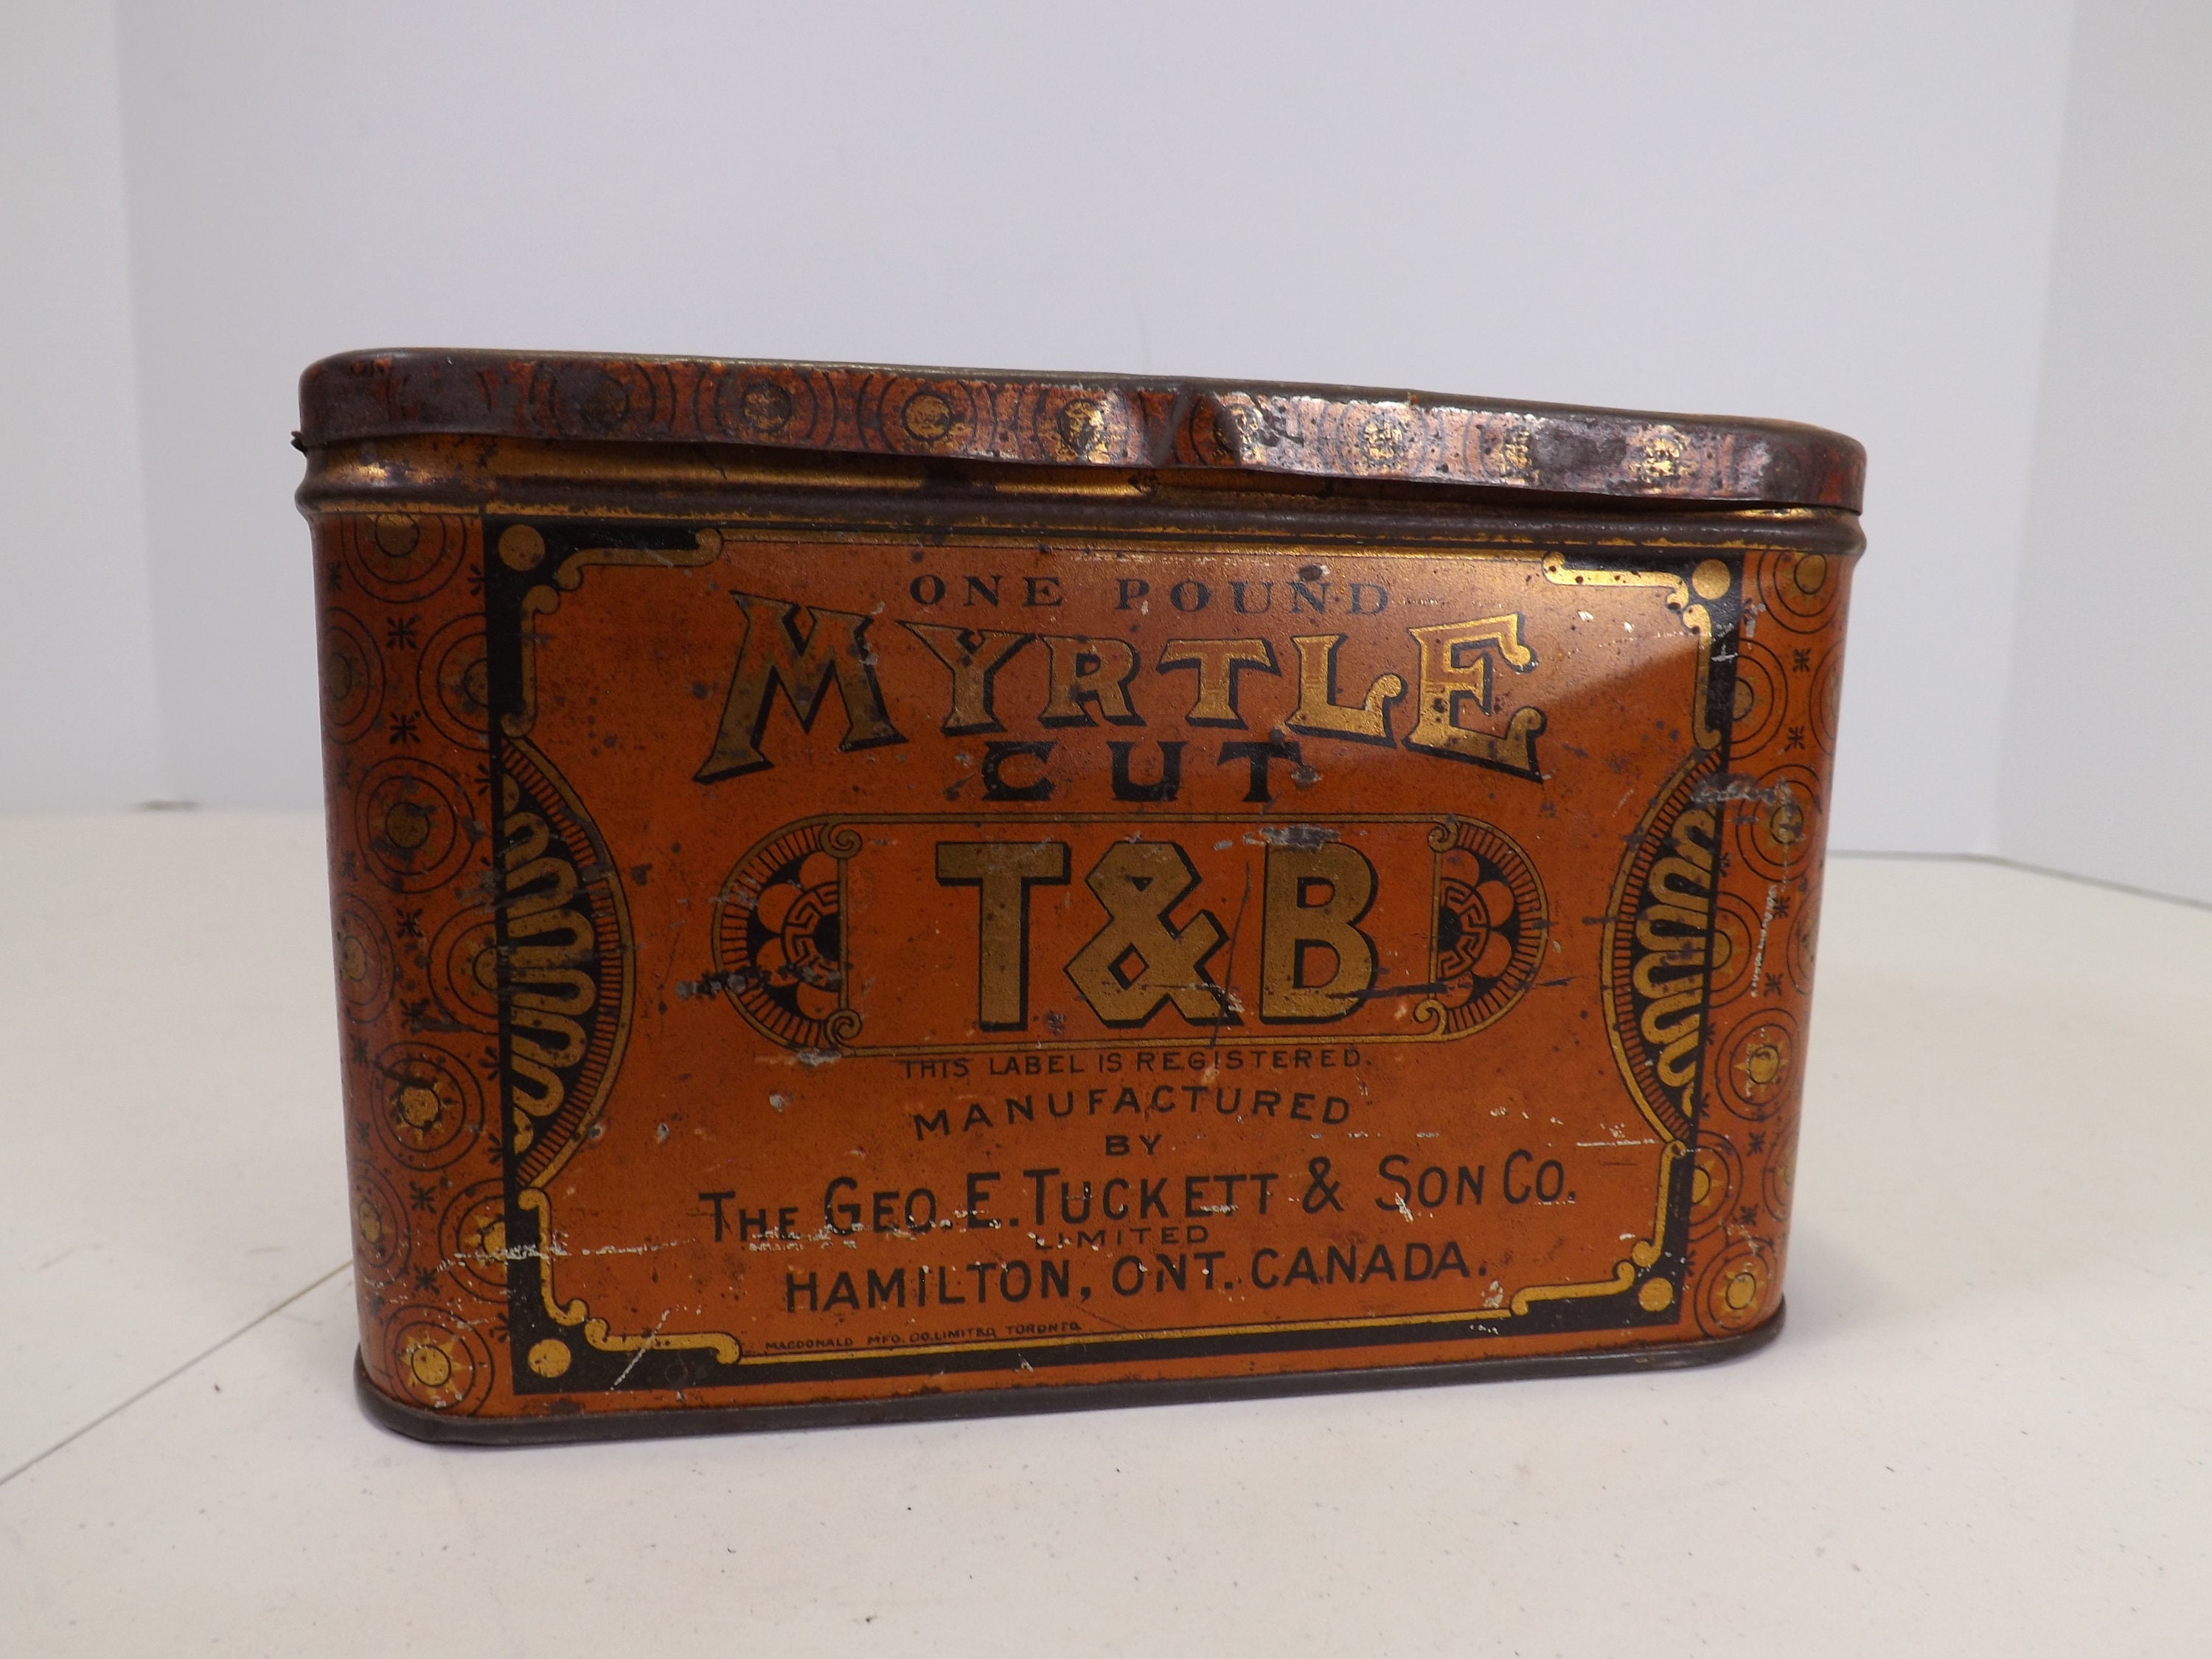 ONE POUND
MYRTLE
CUT
T&B
THIS LABEL IS REGISTERED.
MANUFACTURED
BY
THE GEO. E. TUCKETT & SON CO.
LIMITED
HAMILTON, ONT. CANADA.
MACDONALD MFG. CO. LIMITED, TORONTO